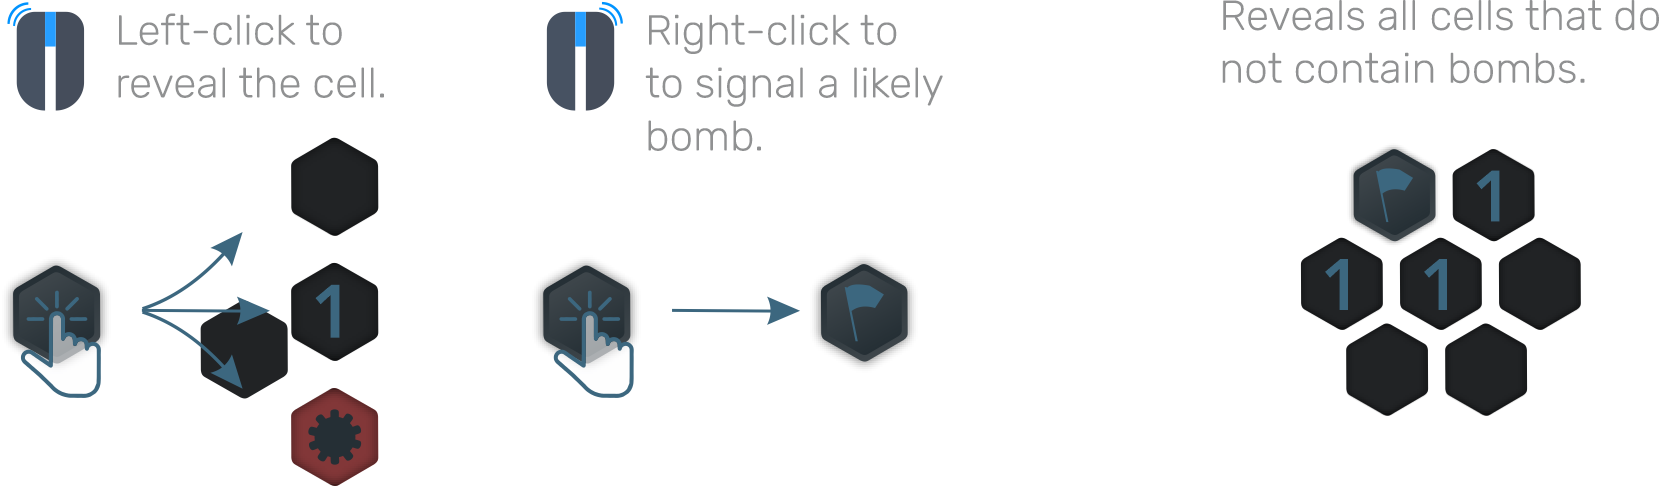 Left-click to
reveal the cell.
Right-click to
to signal a likely
bomb.
Reveals all cells that do
not contain bombs.
1
1
1 1